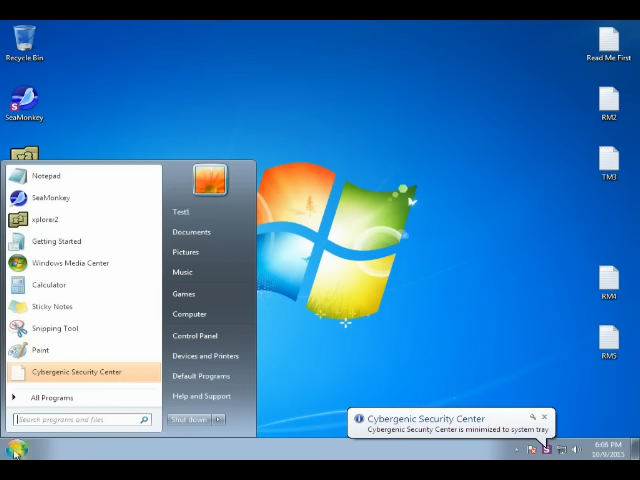 Recycle Bin
SeaMonkey
Read Me First
RM2
TM3
RM4
RM5
Notepad
SeaMonkey
xplorer2
Getting Started
Windows Media Center
Calculator
Sticky Notes
Snipping Tool
Paint
Cybergenic Security Center
All Programs
Search programs and files
Test1
Documents
Pictures
Music
Games
Computer
Control Panel
Devices and Printers
Default Programs
Help and Support
Shut down
Cybergenic Security Center
Cybergenic Security Center is minimized to system tray
6:06 PM
10/9/2015